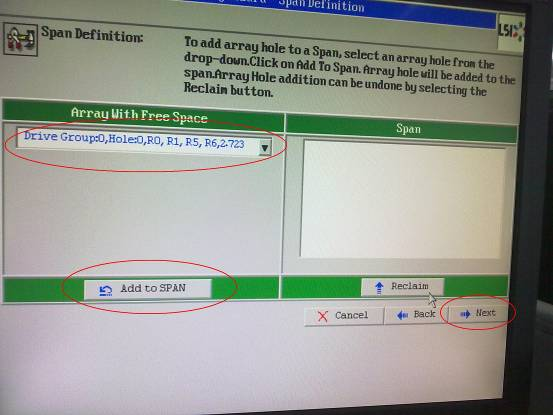 Span Definition
LSI
Span Definition:
To add array hole to a Span, select an array hole from the
drop-down.Click on Add To Span. Array hole will be added to the
span.Array Hole addition can be undone by selecting the
Reclaim button.
Array With Free Space
Span
Drive Group:0,Hole:0,R0, R1, R5, R6,2.723
Add to SPAN
Reclaim
Cancel
Back
Next